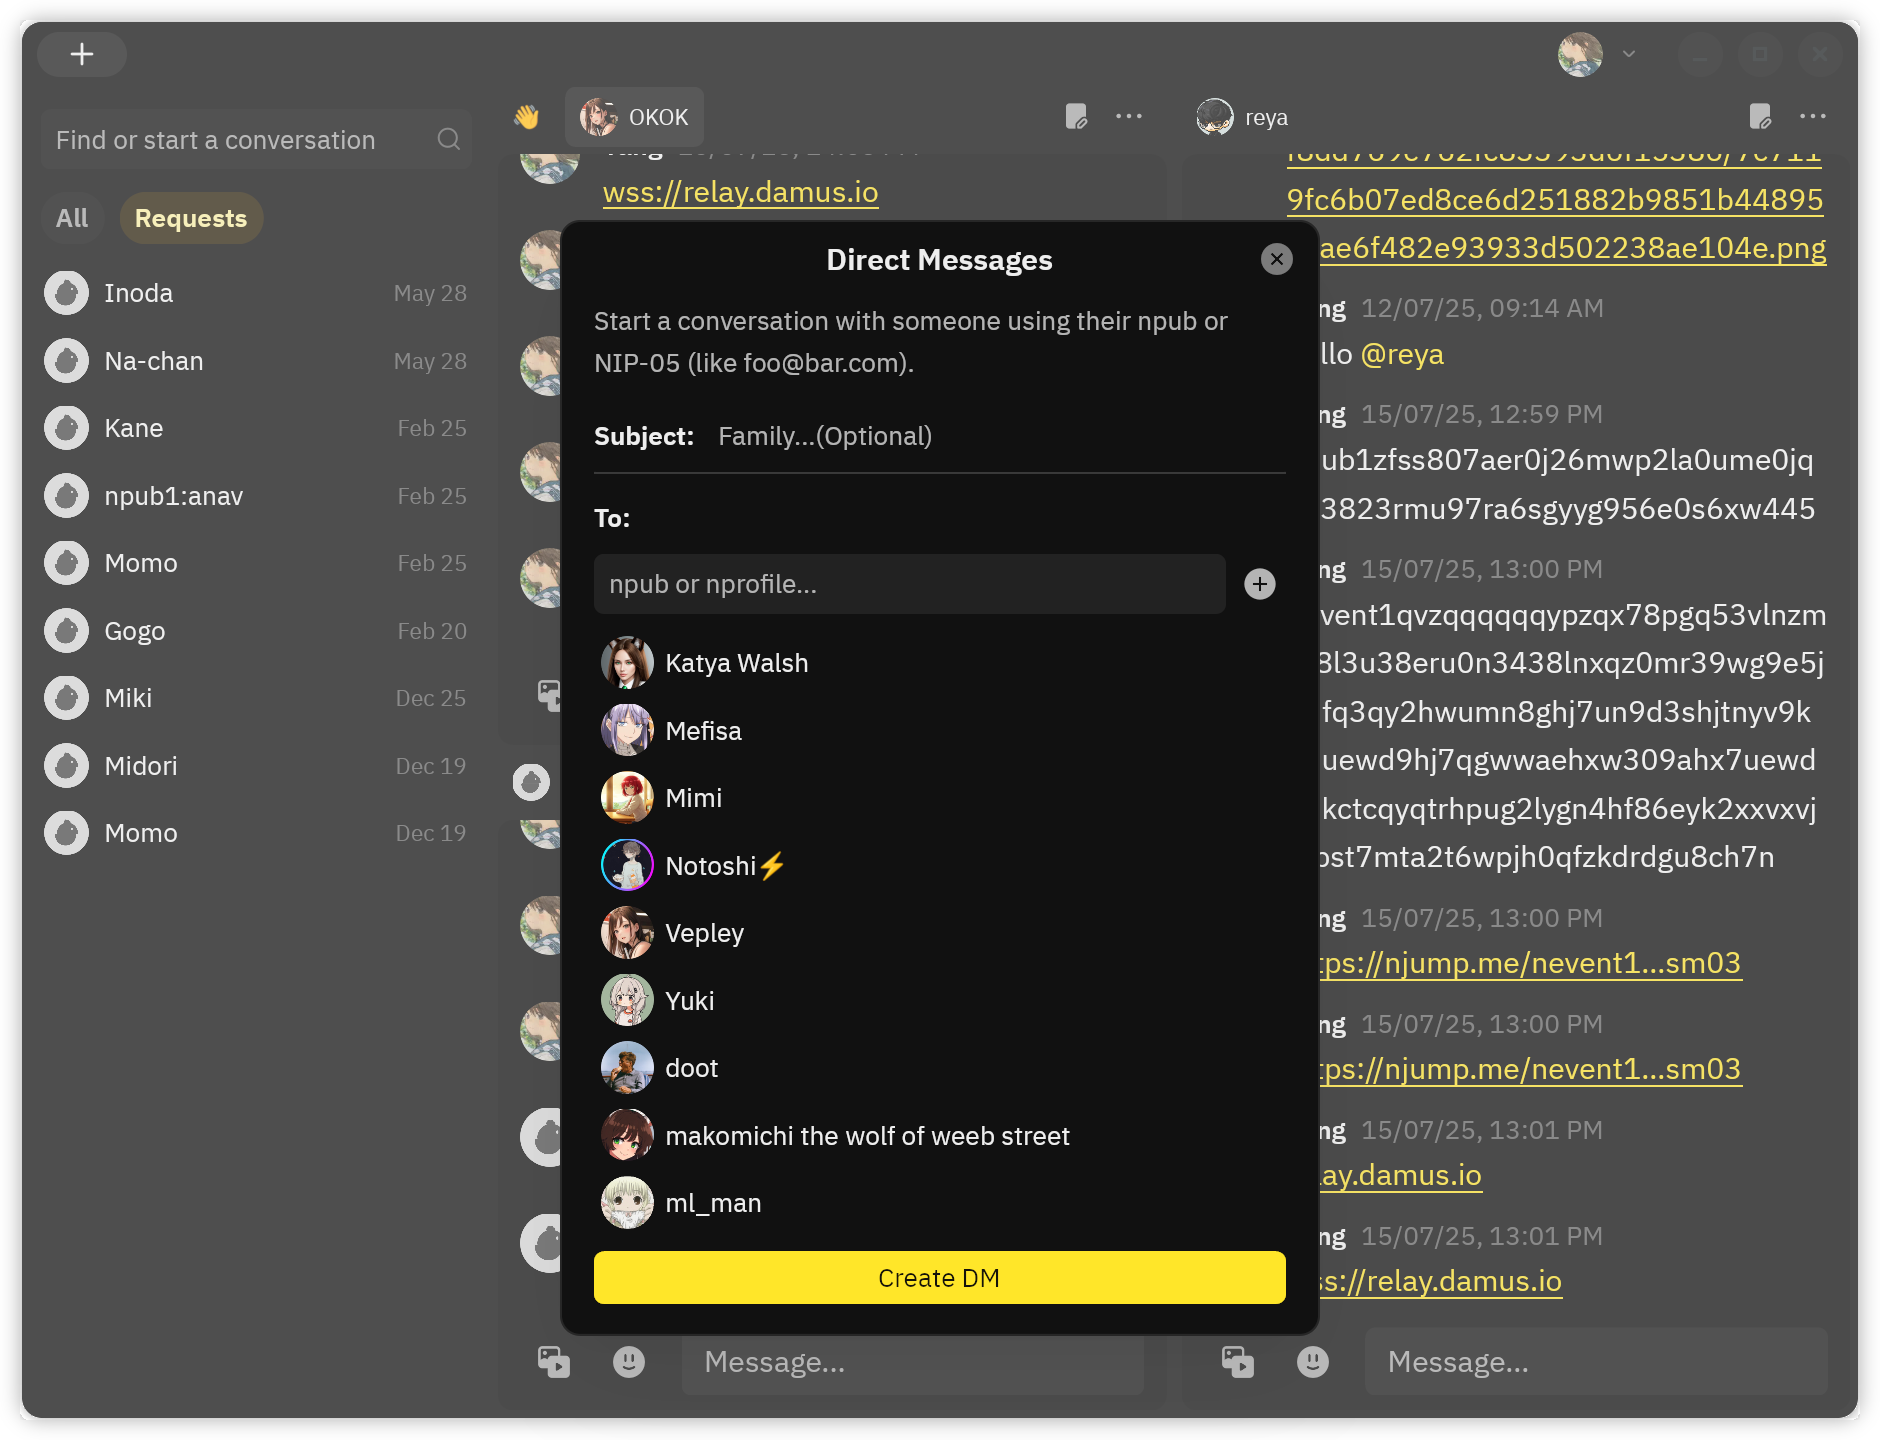 Find or start a conversation
All
Requests
Inoda May 28
Na-chan May 28
Kane Feb 25
npub1:anav Feb 25
Momo Feb 25
Gogo Feb 20
Miki Dec 25
Midori Dec 19
Momo Dec 19
👋
OKOK
wss://relay.damus.io
Direct Messages
Start a conversation with someone using their npub or
NIP-05 (like foo@bar.com).
Subject: Family...(Optional)
To:
npub or nprofile...
Katya Walsh
Mefisa
Mimi
Notoshi⚡
Vepley
Yuki
doot
makomichi the wolf of weeb street
ml_man
Create DM
Message...
reya
9fc6b07ed8ce6d251882b9851b44895
ae6f482e93933d502238ae104e.png
ng 12/07/25, 09:14 AM
llo @reya
ng 15/07/25, 12:59 PM
ub1zfss807aer0j26mwp2la0ume0jq
3823rmu97ra6sgyyg956e0s6xw445
ng 15/07/25, 13:00 PM
vent1qvzqqqqqqypzqx78pgq53vlnzm
8l3u38eru0n3438lnxqz0mr39wg9e5j
fq3qy2hwumn8ghj7un9d3shjtnyv9k
uewd9hj7qgwwaehxw309ahx7uewd
kctcqyqtrhpug2lygn4hf86eyk2xxvxvj
ost7mta2t6wpjh0qfzkdrdgu8ch7n
ng 15/07/25, 13:00 PM
tps://njump.me/nevent1...sm03
ng 15/07/25, 13:00 PM
tps://njump.me/nevent1...sm03
ng 15/07/25, 13:01 PM
lay.damus.io
ng 15/07/25, 13:01 PM
ss://relay.damus.io
Message...